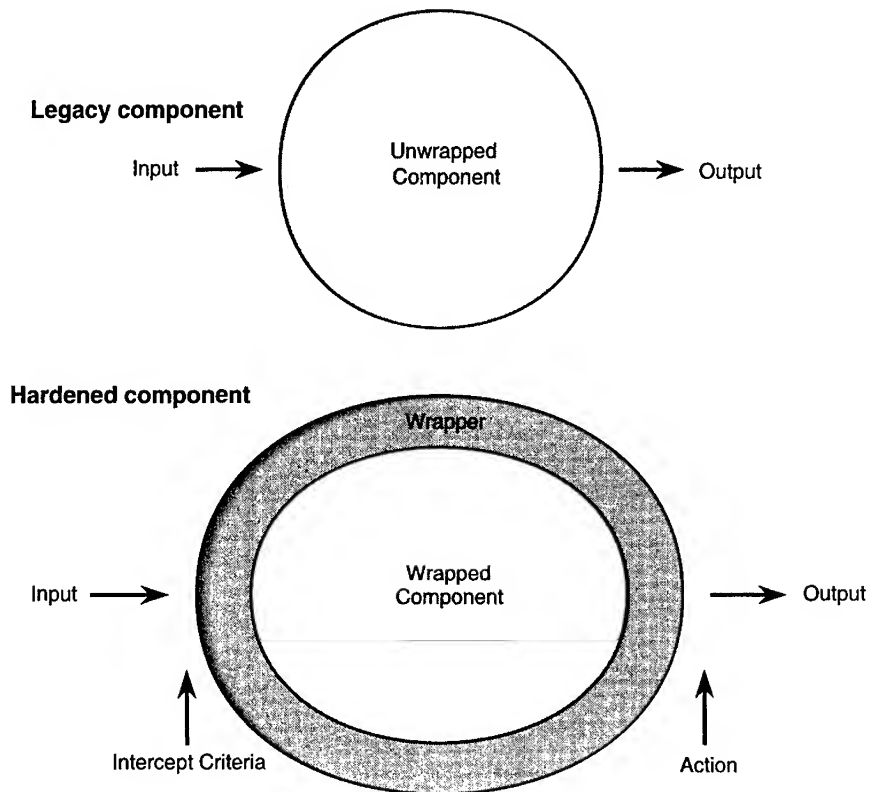 Legacy component
Input
Unwrapped
Component
Output
Hardened component
Wrapper
Input
Wrapped
Component
Output
Intercept Criteria
Action